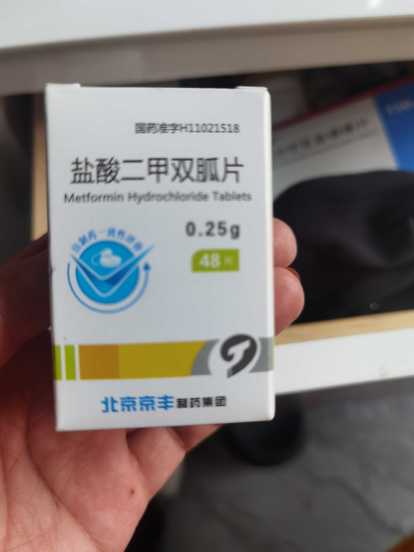 国药准字H11021518
盐酸二甲双胍片
Metformin Hydrochloride Tablets
0.25g
48片
北京京丰制药集团